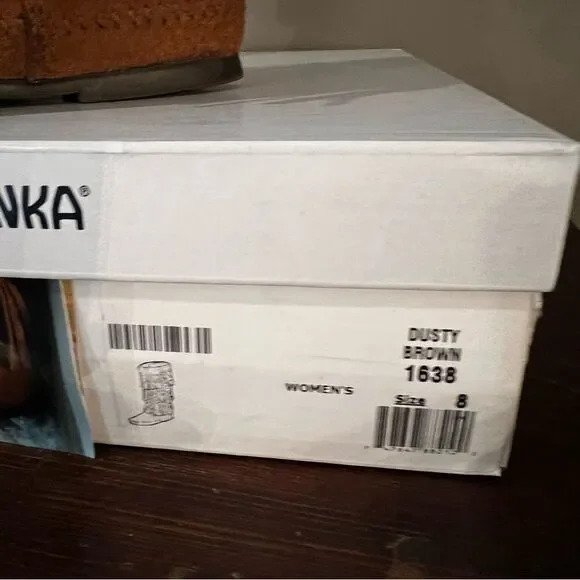 NKA®
DUSTY
BROWN
1638
WOMEN'S
Size 8